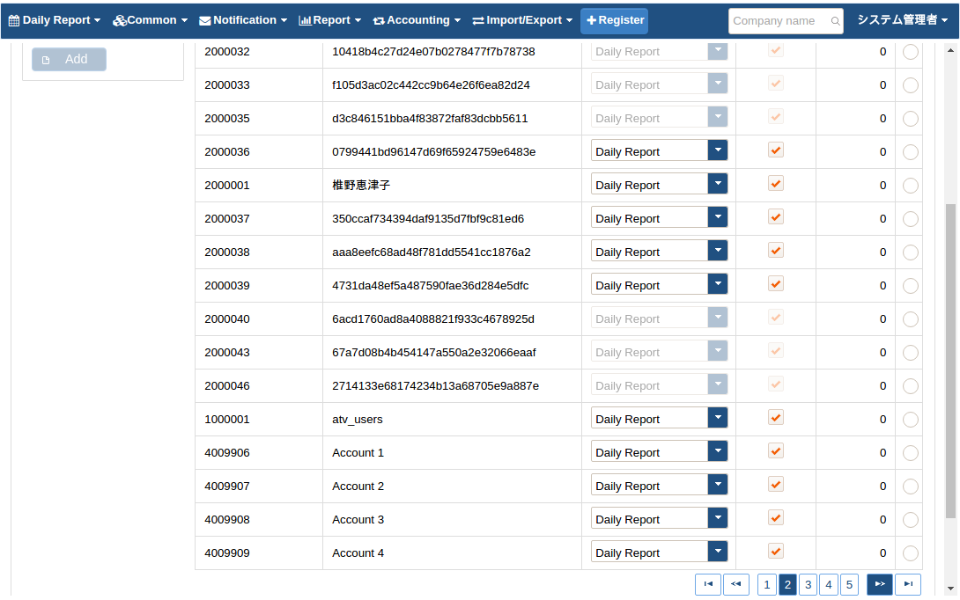 Daily Report Common Notification Report Accounting Import/Export Register Company name システム管理者
Add
2000032 10418b4c27d24e07b0278477f7b78738 Daily Report 0
2000033 f105d3ac02c442cc9b64e26f6ea82d24 Daily Report 0
2000035 d3c846151bba4f83872faf83dcbb5611 Daily Report 0
2000036 0799441bd96147d69f65924759e6483e Daily Report 0
2000001 椎野恵津子 Daily Report 0
2000037 350ccaf734394daf9135d7fbf9c81ed6 Daily Report 0
2000038 aaa8eefc68ad48f781dd5541cc1876a2 Daily Report 0
2000039 4731da48ef5a487590fae36d284e5dfc Daily Report 0
2000040 6acd1760ad8a4088821f933c4678925d Daily Report 0
2000043 67a7d08b4b454147a550a2e32066eaaf Daily Report 0
2000046 2714133e68174234b13a68705e9a887e Daily Report 0
1000001 atv_users Daily Report 0
4009906 Account 1 Daily Report 0
4009907 Account 2 Daily Report 0
4009908 Account 3 Daily Report 0
4009909 Account 4 Daily Report 0
1 2 3 4 5